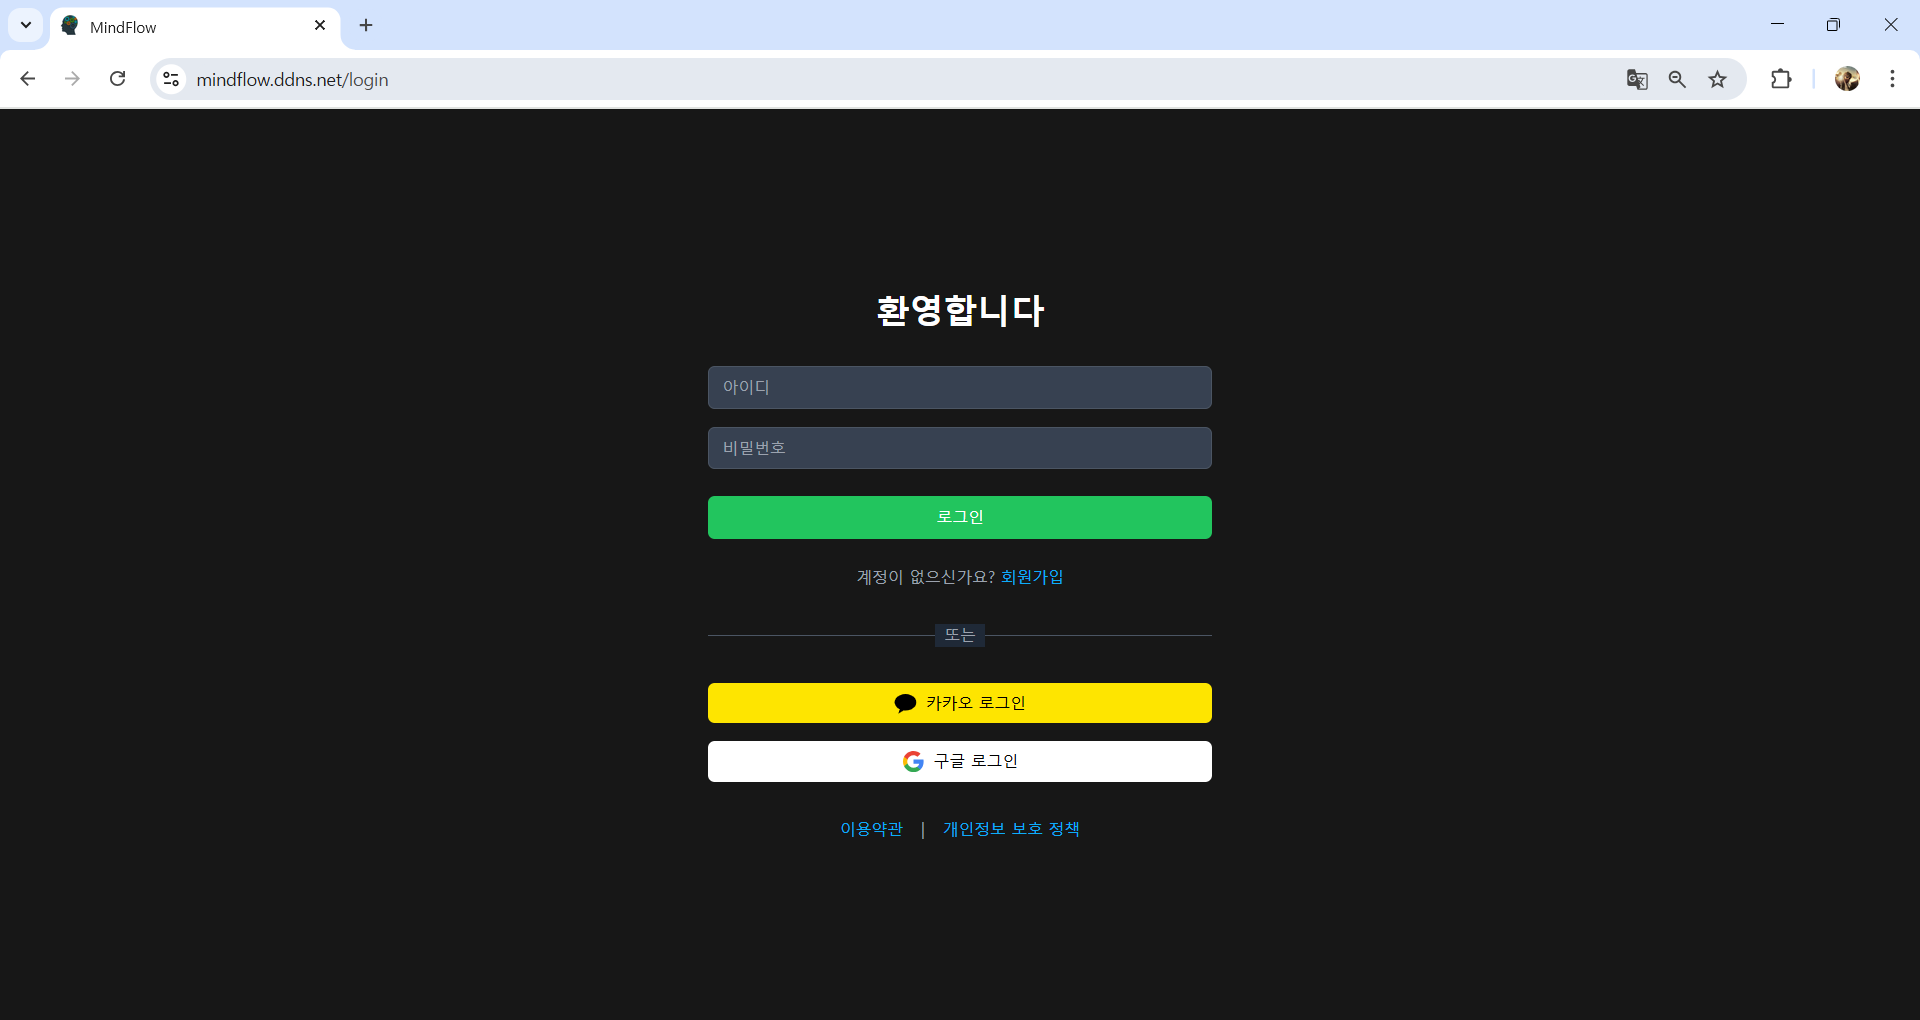 MindFlow
mindflow.ddns.net/login
환영합니다
아이디
비밀번호
로그인
계정이 없으신가요? 회원가입
또는
카카오 로그인
구글 로그인
이용약관 | 개인정보 보호 정책